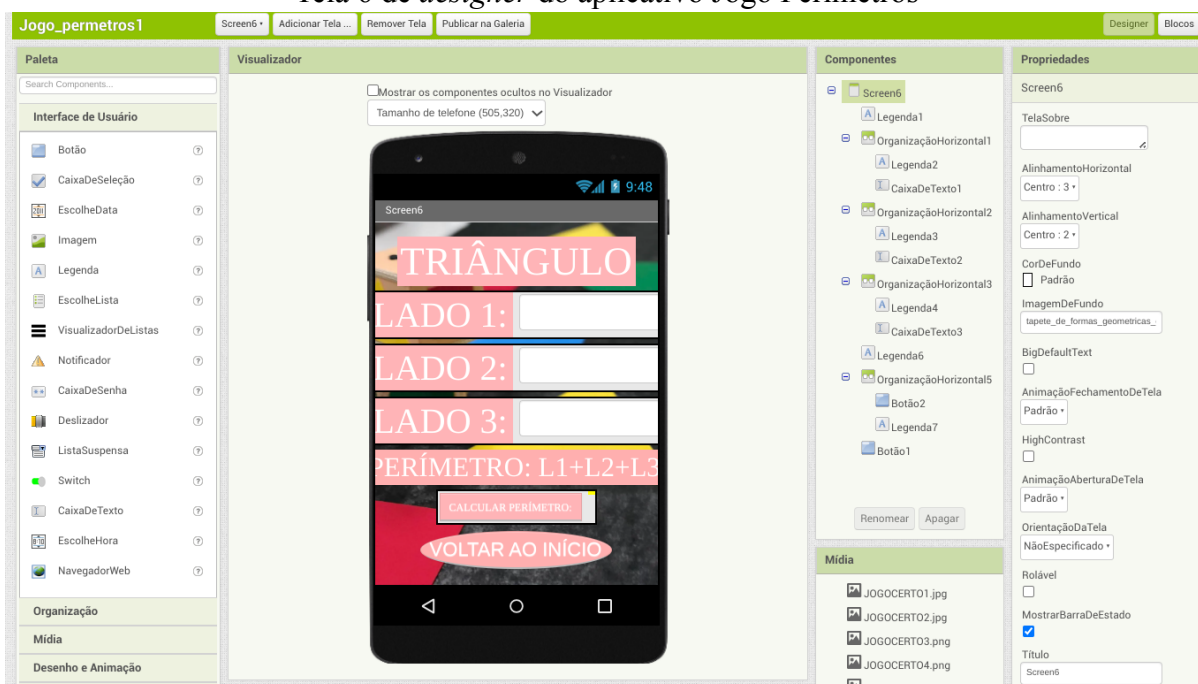 Tela 6 de designer do aplicativo Jogo Perímetros
Jogo_permetros1
Screen6
Adicionar Tela ...
Remover Tela
Publicar na Galeria
Designer
Blocos
Paleta
Search Components...
Interface de Usuário
Botão
CaixaDeSeleção
EscolheData
Imagem
Legenda
EscolheLista
VisualizadorDeListas
Notificador
CaixaDeSenha
Deslizador
ListaSuspensa
Switch
CaixaDeTexto
EscolheHora
NavegadorWeb
Organização
Mídia
Desenho e Animação
Visualizador
Mostrar os componentes ocultos no Visualizador
Tamanho de telefone (505,320)
9:48
Screen6
TRIÂNGULO
LADO 1:
LADO 2:
LADO 3:
PERÍMETRO: L1+L2+L3
CALCULAR PERÍMETRO:
VOLTAR AO INÍCIO
Componentes
Screen6
Legenda1
OrganizaçãoHorizontal1
Legenda2
CaixaDeTexto1
OrganizaçãoHorizontal2
Legenda3
CaixaDeTexto2
OrganizaçãoHorizontal3
Legenda4
CaixaDeTexto3
Legenda6
OrganizaçãoHorizontal5
Botão2
Legenda7
Botão1
Renomear
Apagar
Mídia
JOGOCERTO1.jpg
JOGOCERTO2.jpg
JOGOCERTO3.png
JOGOCERTO4.png
Propriedades
Screen6
TelaSobre
AlinhamentoHorizontal
Centro : 3
AlinhamentoVertical
Centro : 2
CorDeFundo
Padrão
ImagemDeFundo
tapete_de_formas_geometricas_
BigDefaultText
AnimaçãoFechamentoDeTela
Padrão
HighContrast
AnimaçãoAberturaDeTela
Padrão
OrientaçãoDaTela
NãoEspecificado
Rolável
MostrarBarraDeEstado
Título
Screen6